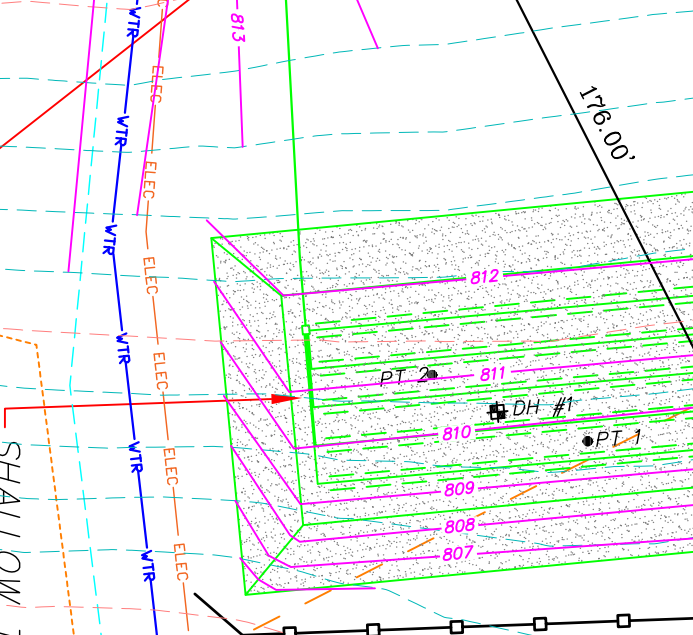 WTR
ELEC
813
176.00'
WTR
ELEC
WTR
ELEC
812
WTR
ELEC
PT 2
811
DH #1
810
PT 1
WTR
ELEC
809
808
807
WTR
ELEC
SHALLOW